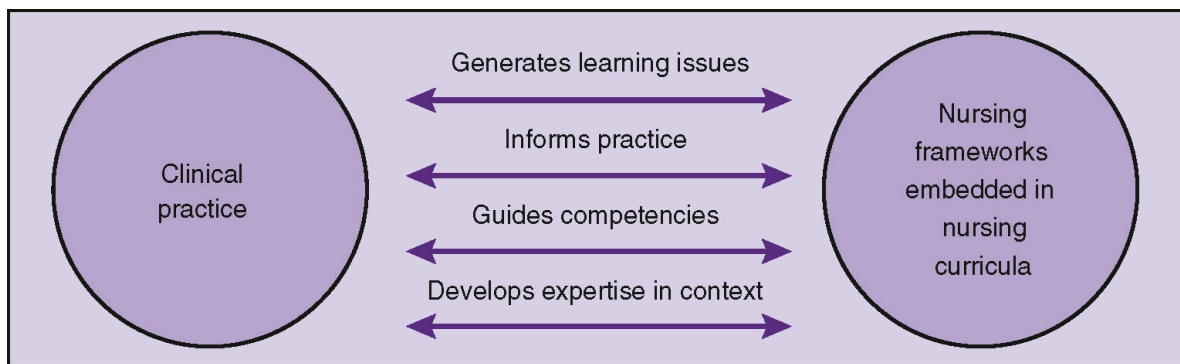 Clinical
practice
Generates learning issues
Informs practice
Guides competencies
Develops expertise in context
Nursing
frameworks
embedded in
nursing
curricula